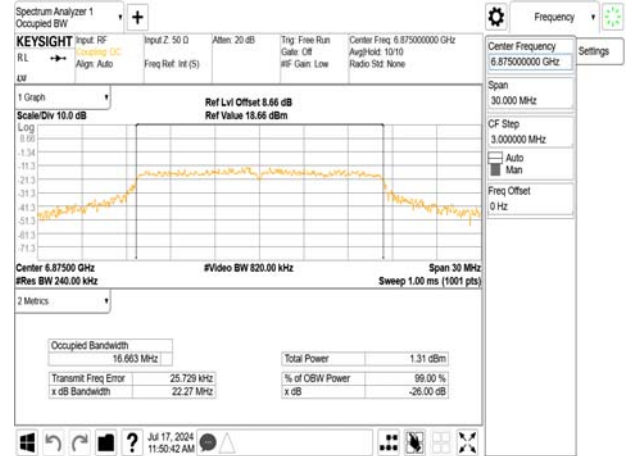 Spectrum Analyzer 1
Occupied BW
+
Frequency
KEYSIGHT
Input: RF
Coupling: DC
Align: Auto
RL
LXI
Input Z: 50 Ω
Freq Ref: Int (S)
Atten: 20 dB
Trig: Free Run
Gate: Off
#IF Gain: Low
Center Freq: 6.875000000 GHz
Avg|Hold: 10/10
Radio Std: None
Center Frequency
6.875000000 GHz
Settings
Span
30.000 MHz
CF Step
3.000000 MHz
Auto
Man
Freq Offset
0 Hz
1 Graph
Scale/Div 10.0 dB
Ref Lvl Offset 8.66 dB
Ref Value 18.66 dBm
Log
8.66
-1.34
-11.3
-21.3
-31.3
-41.3
-51.3
-61.3
-71.3
Center 6.87500 GHz
#Video BW 820.00 kHz
Span 30 MHz
#Res BW 240.00 kHz
Sweep 1.00 ms (1001 pts)
2 Metrics
Occupied Bandwidth
16.663 MHz
Total Power 1.31 dBm
Transmit Freq Error 25.729 kHz
% of OBW Power 99.00 %
x dB Bandwidth 22.27 MHz
x dB -26.00 dB
?
Jul 17, 2024
11:50:42 AM